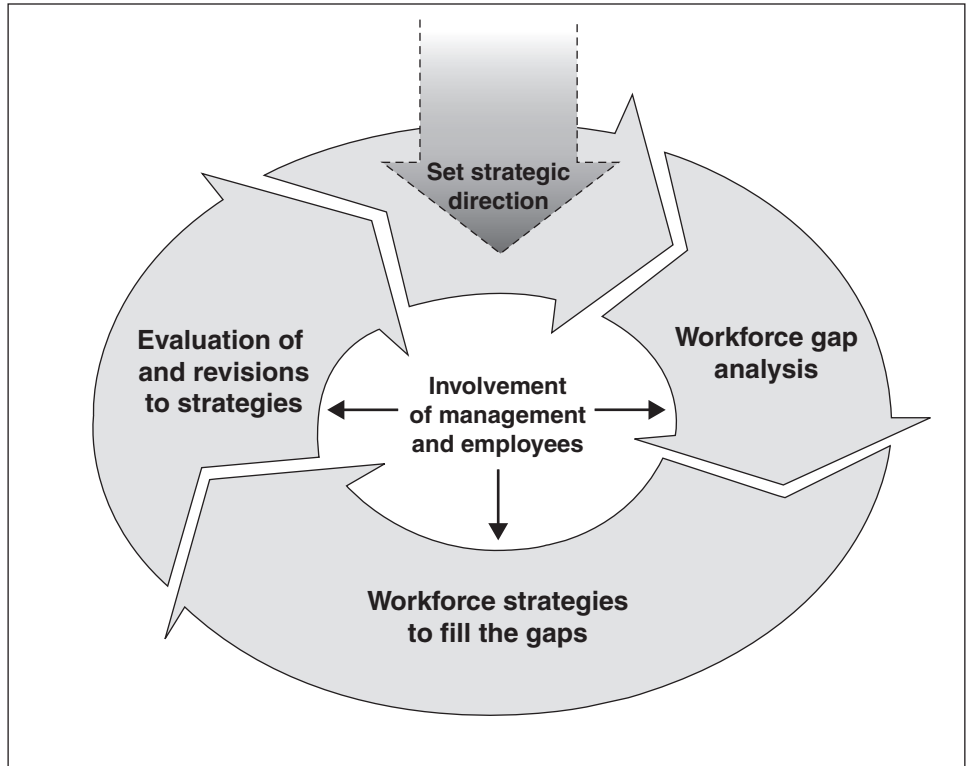 Set strategic
direction
Workforce gap
analysis
Workforce strategies
to fill the gaps
Evaluation of
and revisions
to strategies
Involvement
of management
and employees